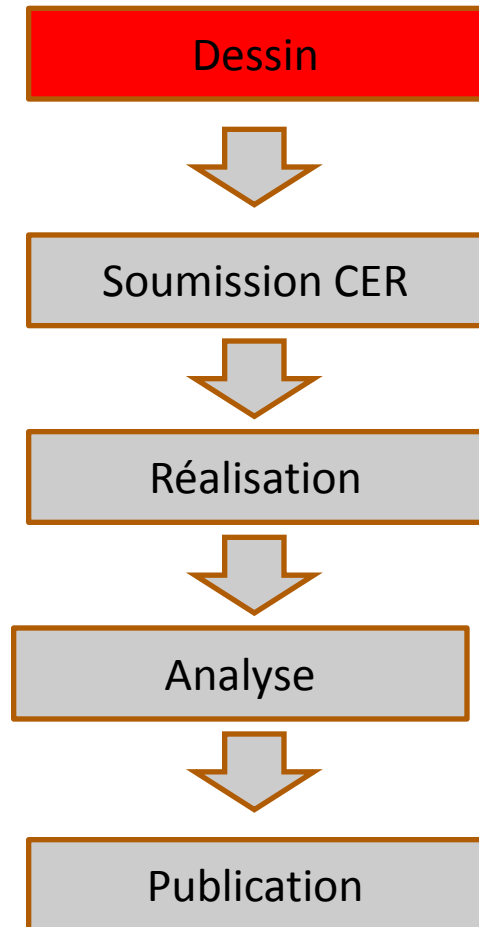 Dessin
Soumission CER
Réalisation
Analyse
Publication